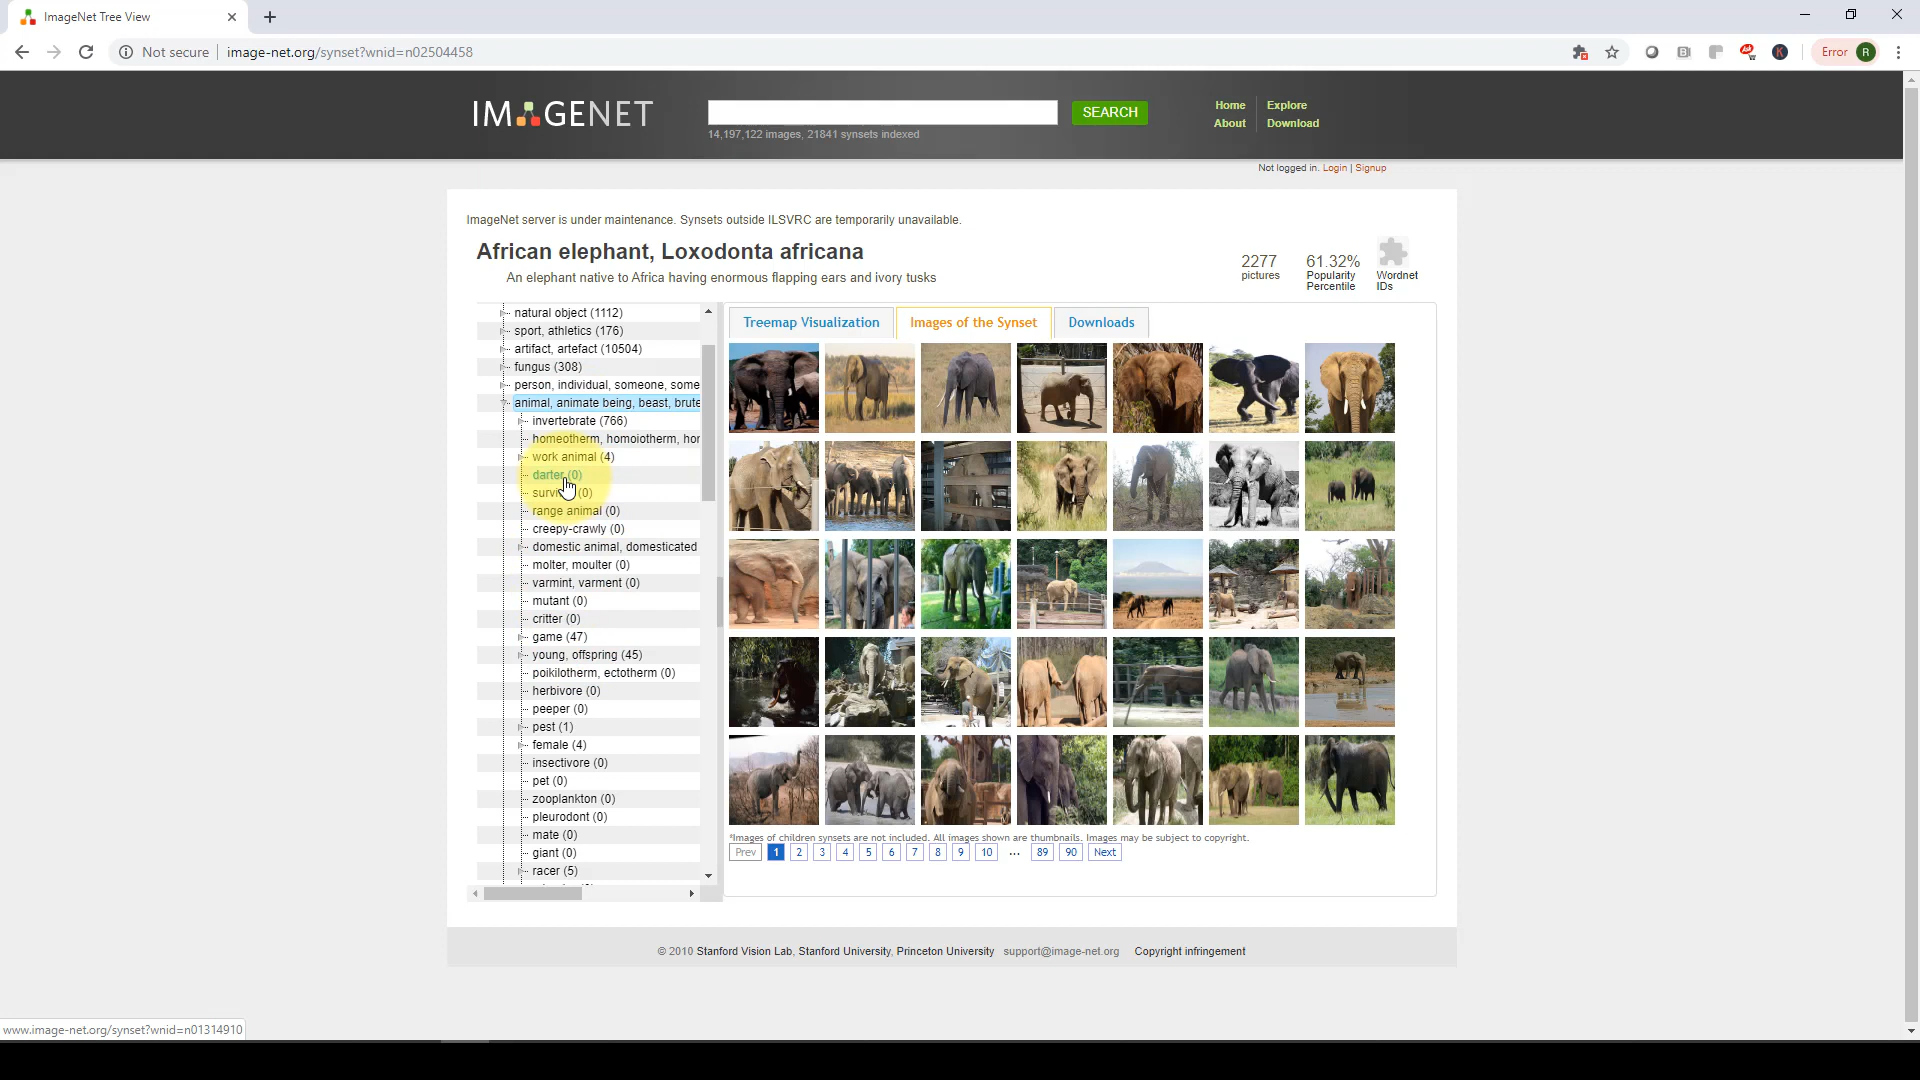 ImageNet Tree View
Not secure | image-net.org/synset?wnid=n02504458
Error R
IMAGENET
SEARCH
14,197,122 images, 21841 synsets indexed
Home Explore
About Download
Not logged in. Login | Signup
ImageNet server is under maintenance. Synsets outside ILSVRC are temporarily unavailable.
African elephant, Loxodonta africana
An elephant native to Africa having enormous flapping ears and ivory tusks
2277
pictures
61.32%
Popularity
Percentile
Wordnet
IDs
natural object (1112)
sport, athletics (176)
artifact, artefact (10504)
fungus (308)
person, individual, someone, some
animal, animate being, beast, brute
invertebrate (766)
homeotherm, homoiotherm, hor
work animal (4)
darter (0)
(0)
range animal (0)
creepy-crawly (0)
domestic animal, domesticated
molter, moulter (0)
varmint, varment (0)
mutant (0)
critter (0)
game (47)
young, offspring (45)
poikilotherm, ectotherm (0)
herbivore (0)
peeper (0)
pest (1)
female (4)
insectivore (0)
pet (0)
zooplankton (0)
pleurodont (0)
mate (0)
giant (0)
racer (5)
Treemap Visualization Images of the Synset Downloads
*Images of children synsets are not included. All images shown are thumbnails. Images may be subject to copyright.
Prev 1 2 3 4 5 6 7 8 9 10 ... 89 90 Next
© 2010 Stanford Vision Lab, Stanford University, Princeton University support@image-net.org Copyright infringement
www.image-net.org/synset?wnid=n01314910